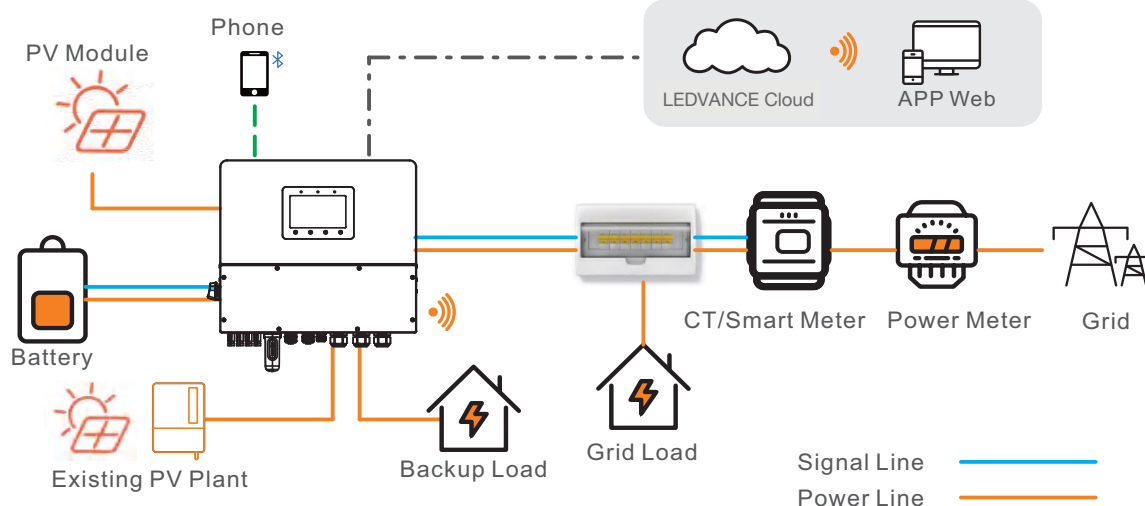 Phone
PV Module
LEDVANCE Cloud
APP Web
CT/Smart Meter
Power Meter
Grid
Battery
Existing PV Plant
Backup Load
Grid Load
Signal Line
Power Line